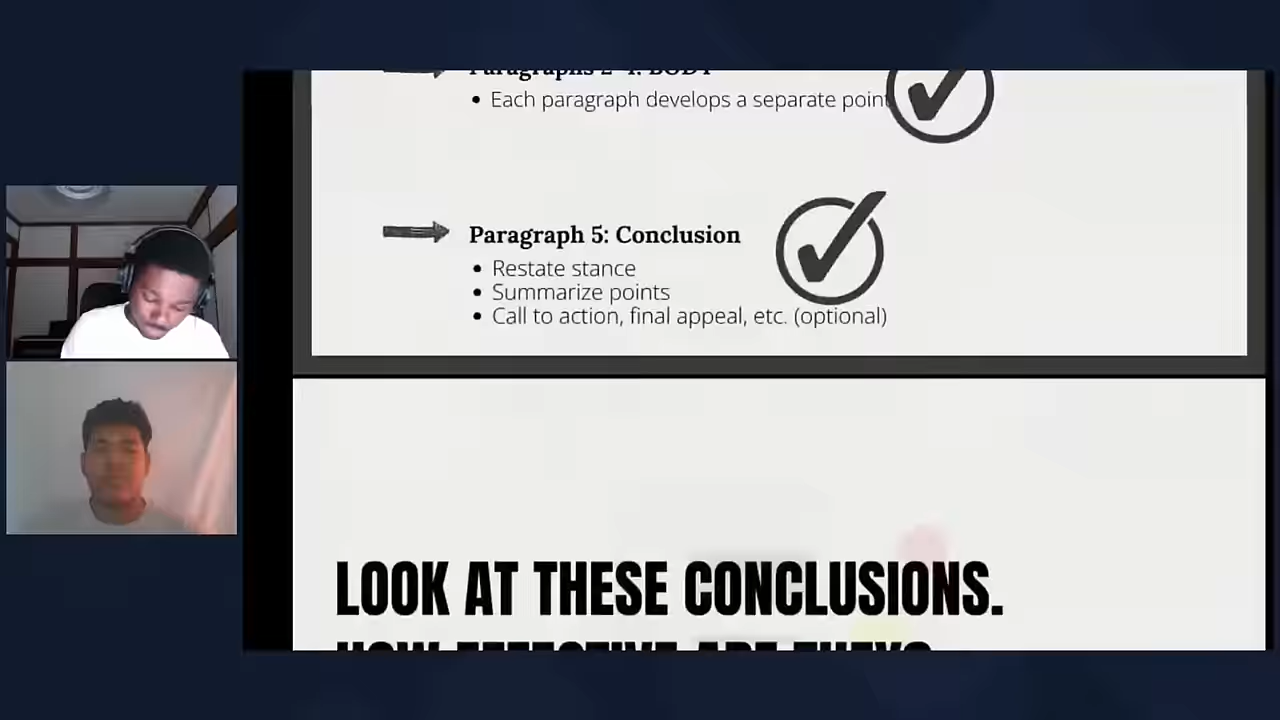 Paragraphs 2-4: BODY
Each paragraph develops a separate point
Paragraph 5: Conclusion
Restate stance
Summarize points
Call to action, final appeal, etc. (optional)
LOOK AT THESE CONCLUSIONS.
HOW EFFECTIVE ARE THEY?